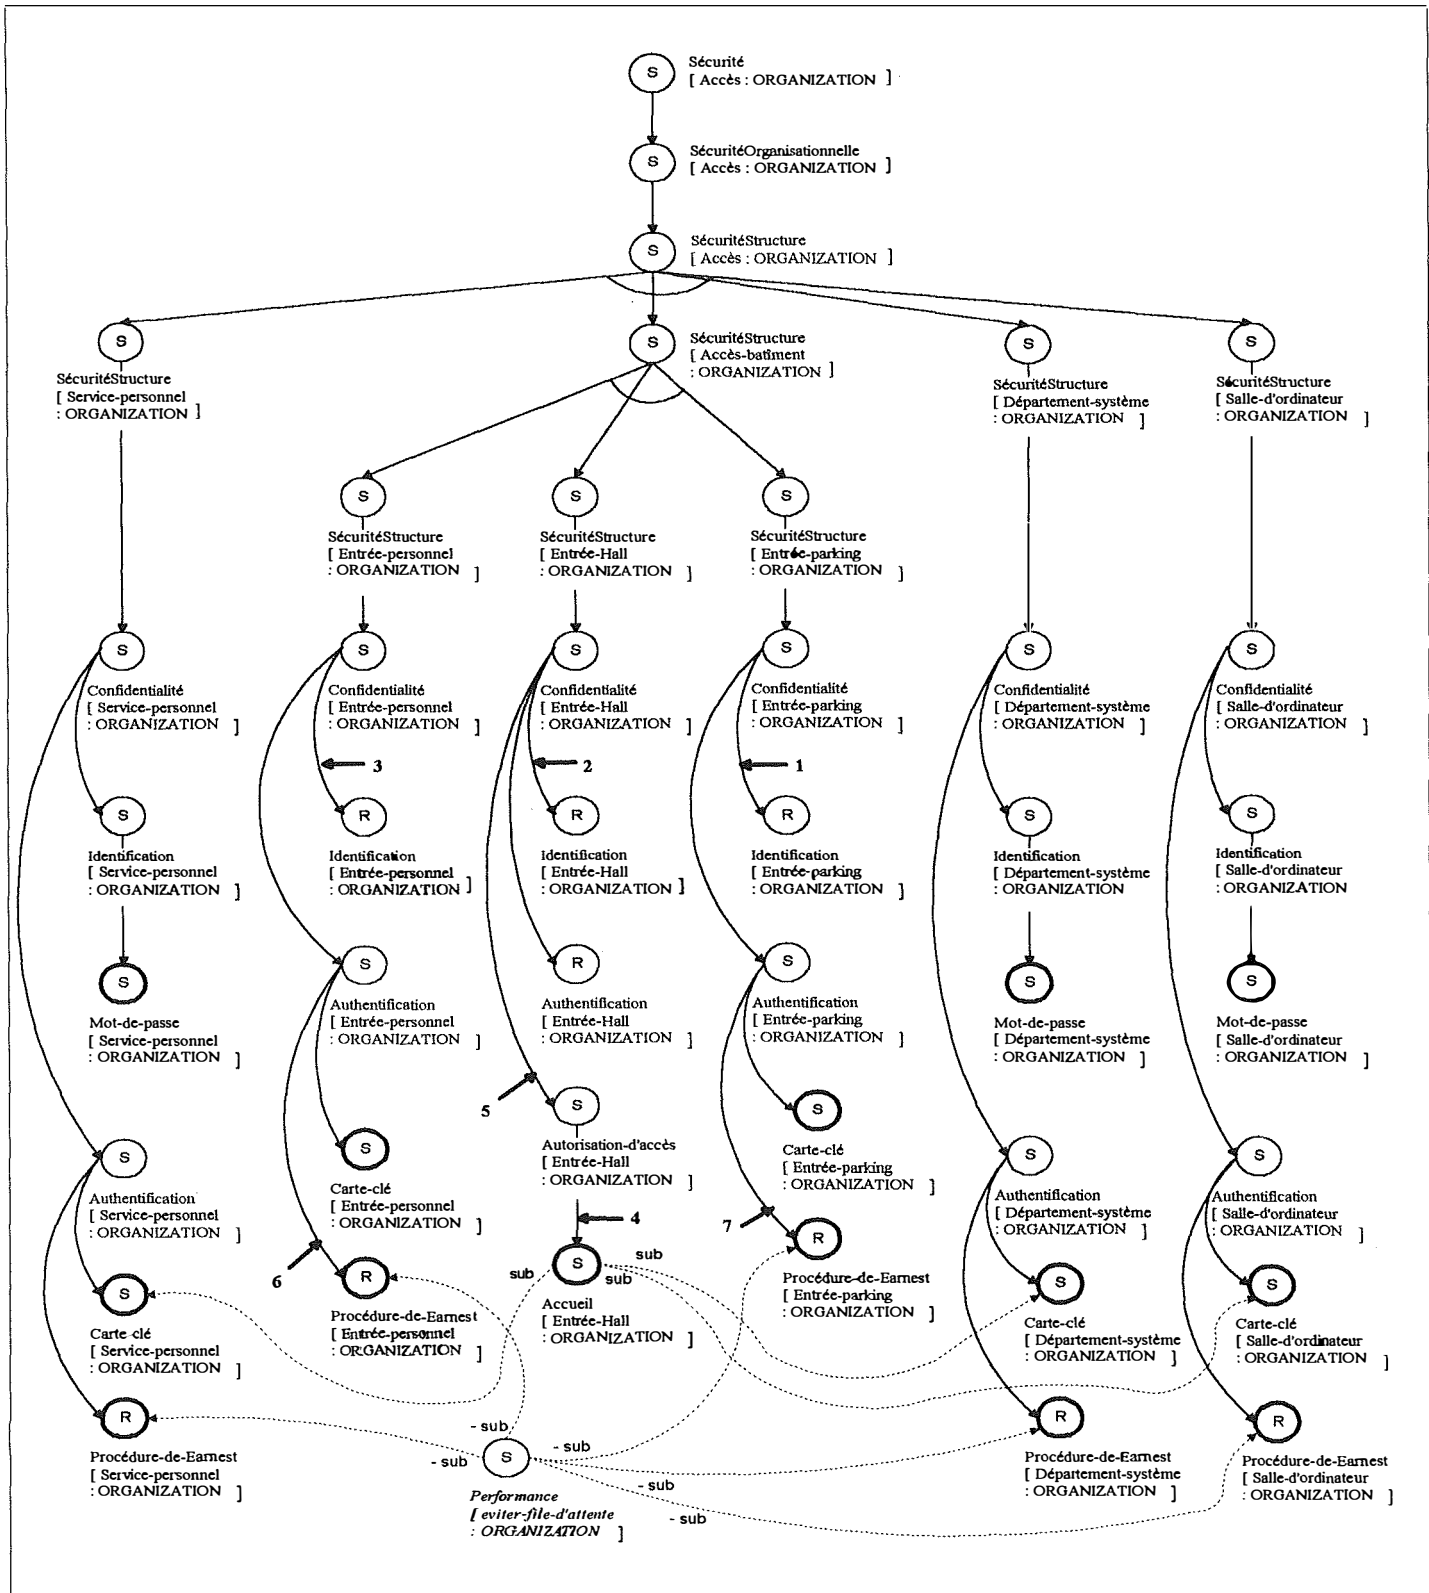 S
Sécurité
[ Accès : ORGANIZATION ]
S
SécuritéOrganisationnelle
[ Accès : ORGANIZATION ]
S
SécuritéStructure
[ Accès : ORGANIZATION ]
S
SécuritéStructure
[ Service-personnel
: ORGANIZATION ]
S
SécuritéStructure
[ Accès-batîment
: ORGANIZATION ]
S
SécuritéStructure
[ Département-système
: ORGANIZATION ]
S
SécuritéStructure
[ Salle-d'ordinateur
: ORGANIZATION ]
S
SécuritéStructure
[ Entrée-personnel
: ORGANIZATION ]
S
SécuritéStructure
[ Entrée-Hall
: ORGANIZATION ]
S
SécuritéStructure
[ Entrée-parking
: ORGANIZATION ]
S
Confidentialité
[ Service-personnel
: ORGANIZATION ]
S
Confidentialité
[ Entrée-personnel
: ORGANIZATION ]
S
Confidentialité
[ Entrée-Hall
: ORGANIZATION ]
S
Confidentialité
[ Entrée-parking
: ORGANIZATION ]
S
Confidentialité
[ Département-système
: ORGANIZATION ]
S
Confidentialité
[ Salle-d'ordinateur
: ORGANIZATION ]
3
2
1
S
Identification
[ Service-personnel
: ORGANIZATION ]
R
Identification
[ Entrée-personnel
: ORGANIZATION ]
R
Identification
[ Entrée-Hall
: ORGANIZATION ]
R
Identification
[ Entrée-parking
: ORGANIZATION ]
S
Identification
[ Département-système
: ORGANIZATION
S
Identification
[ Salle-d'ordinateur
: ORGANIZATION
S
Mot-de-passe
[ Service-personnel
: ORGANIZATION ]
S
Authentification
[ Entrée-personnel
: ORGANIZATION ]
R
Authentification
[ Entrée-Hall
: ORGANIZATION ]
S
Authentification
[ Entrée-parking
: ORGANIZATION ]
S
Mot-de-passe
[ Département-système
: ORGANIZATION ]
S
Mot-de-passe
[ Salle-d'ordinateur
: ORGANIZATION ]
5
S
Autorisation-d'accès
[ Entrée-Hall
: ORGANIZATION ]
S
Carte-clé
[ Entrée-parking
: ORGANIZATION ]
S
Authentification
[ Service-personnel
: ORGANIZATION ]
S
Carte-clé
[ Entrée-personnel
: ORGANIZATION ]
S
Authentification
[ Département-système
: ORGANIZATION ]
S
Authentification
[ Salle-d'ordinateur
: ORGANIZATION ]
4
7
6
R
Procédure-de-Earnest
[ Entrée-parking
: ORGANIZATION ]
sub
sub
sub
S
Accueil
[ Entrée-Hall
: ORGANIZATION ]
R
Procédure-de-Earnest
[ Entrée-personnel
: ORGANIZATION ]
S
Carte-clé
[ Service-personnel
: ORGANIZATION ]
S
Carte-clé
[ Département-système
: ORGANIZATION ]
S
Carte-clé
[ Salle-d'ordinateur
: ORGANIZATION ]
R
Procédure-de-Earnest
[ Service-personnel
: ORGANIZATION ]
- sub
- sub
- sub
- sub
- sub
S
Performance
[ eviter-file-d'attente
: ORGANIZATION ]
R
Procédure-de-Earnest
[ Département-système
: ORGANIZATION ]
R
Procédure-de-Earnest
[ Salle-d'ordinateur
: ORGANIZATION ]